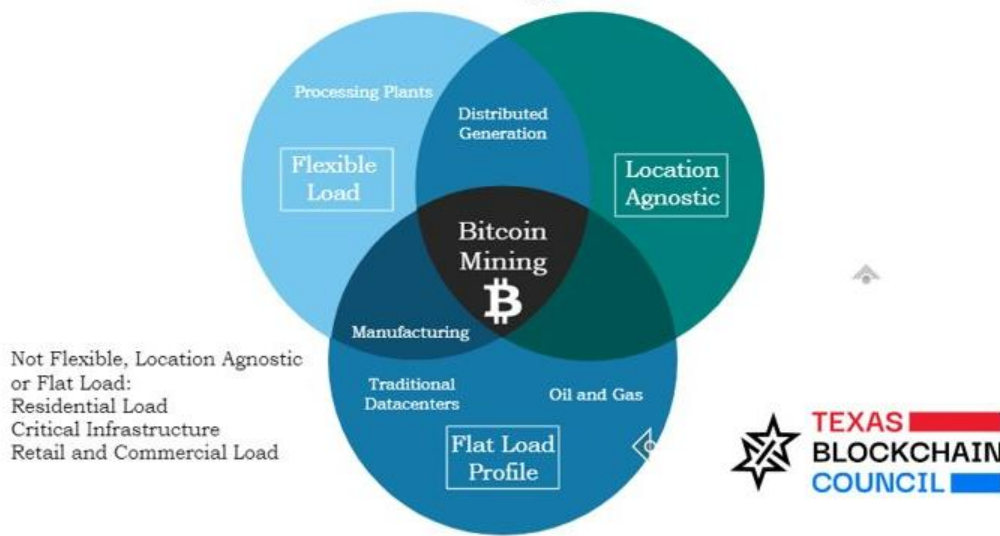 Processing Plants
Distributed
Generation
Flexible
Load
Location
Agnostic
Bitcoin
Mining
₿
Manufacturing
Not Flexible, Location Agnostic
or Flat Load:
Residential Load
Critical Infrastructure
Retail and Commercial Load
Traditional
Datacenters
Oil and Gas
Flat Load
Profile
TEXAS
BLOCKCHAIN
COUNCIL